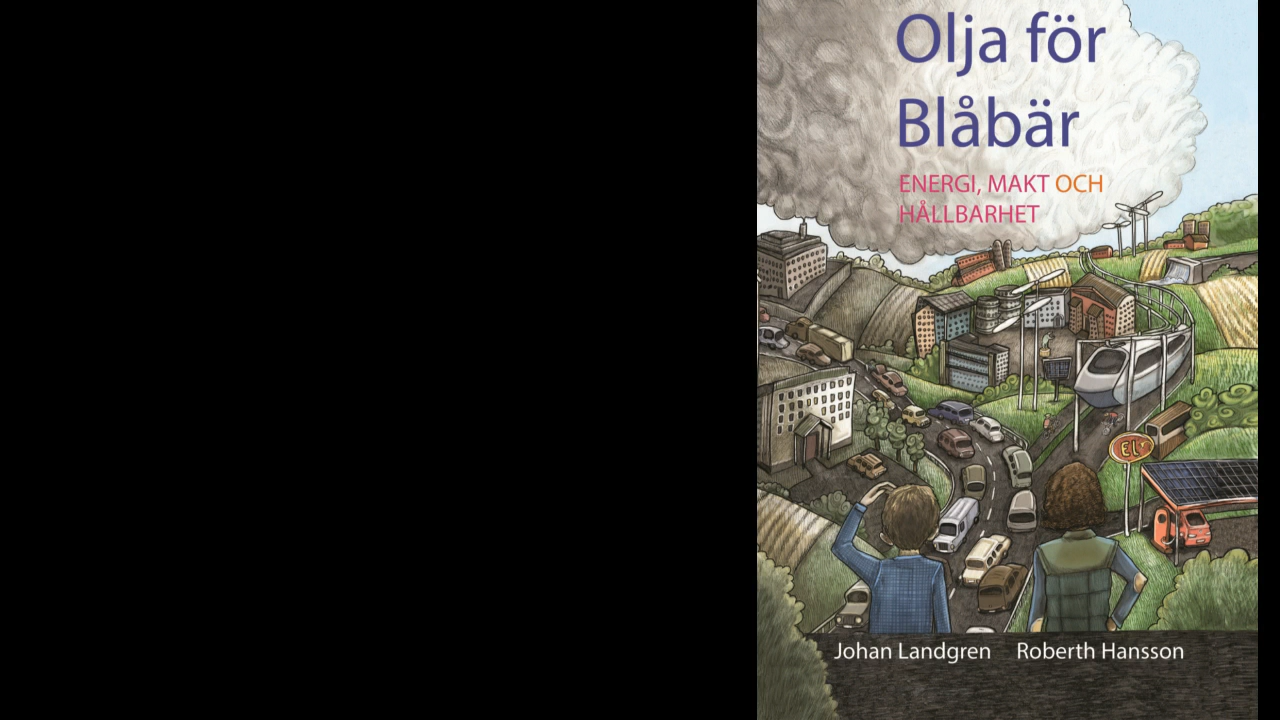 Olja för
Blåbär
ENERGI, MAKT OCH
HÅLLBARHET
EL
Johan Landgren Roberth Hansson